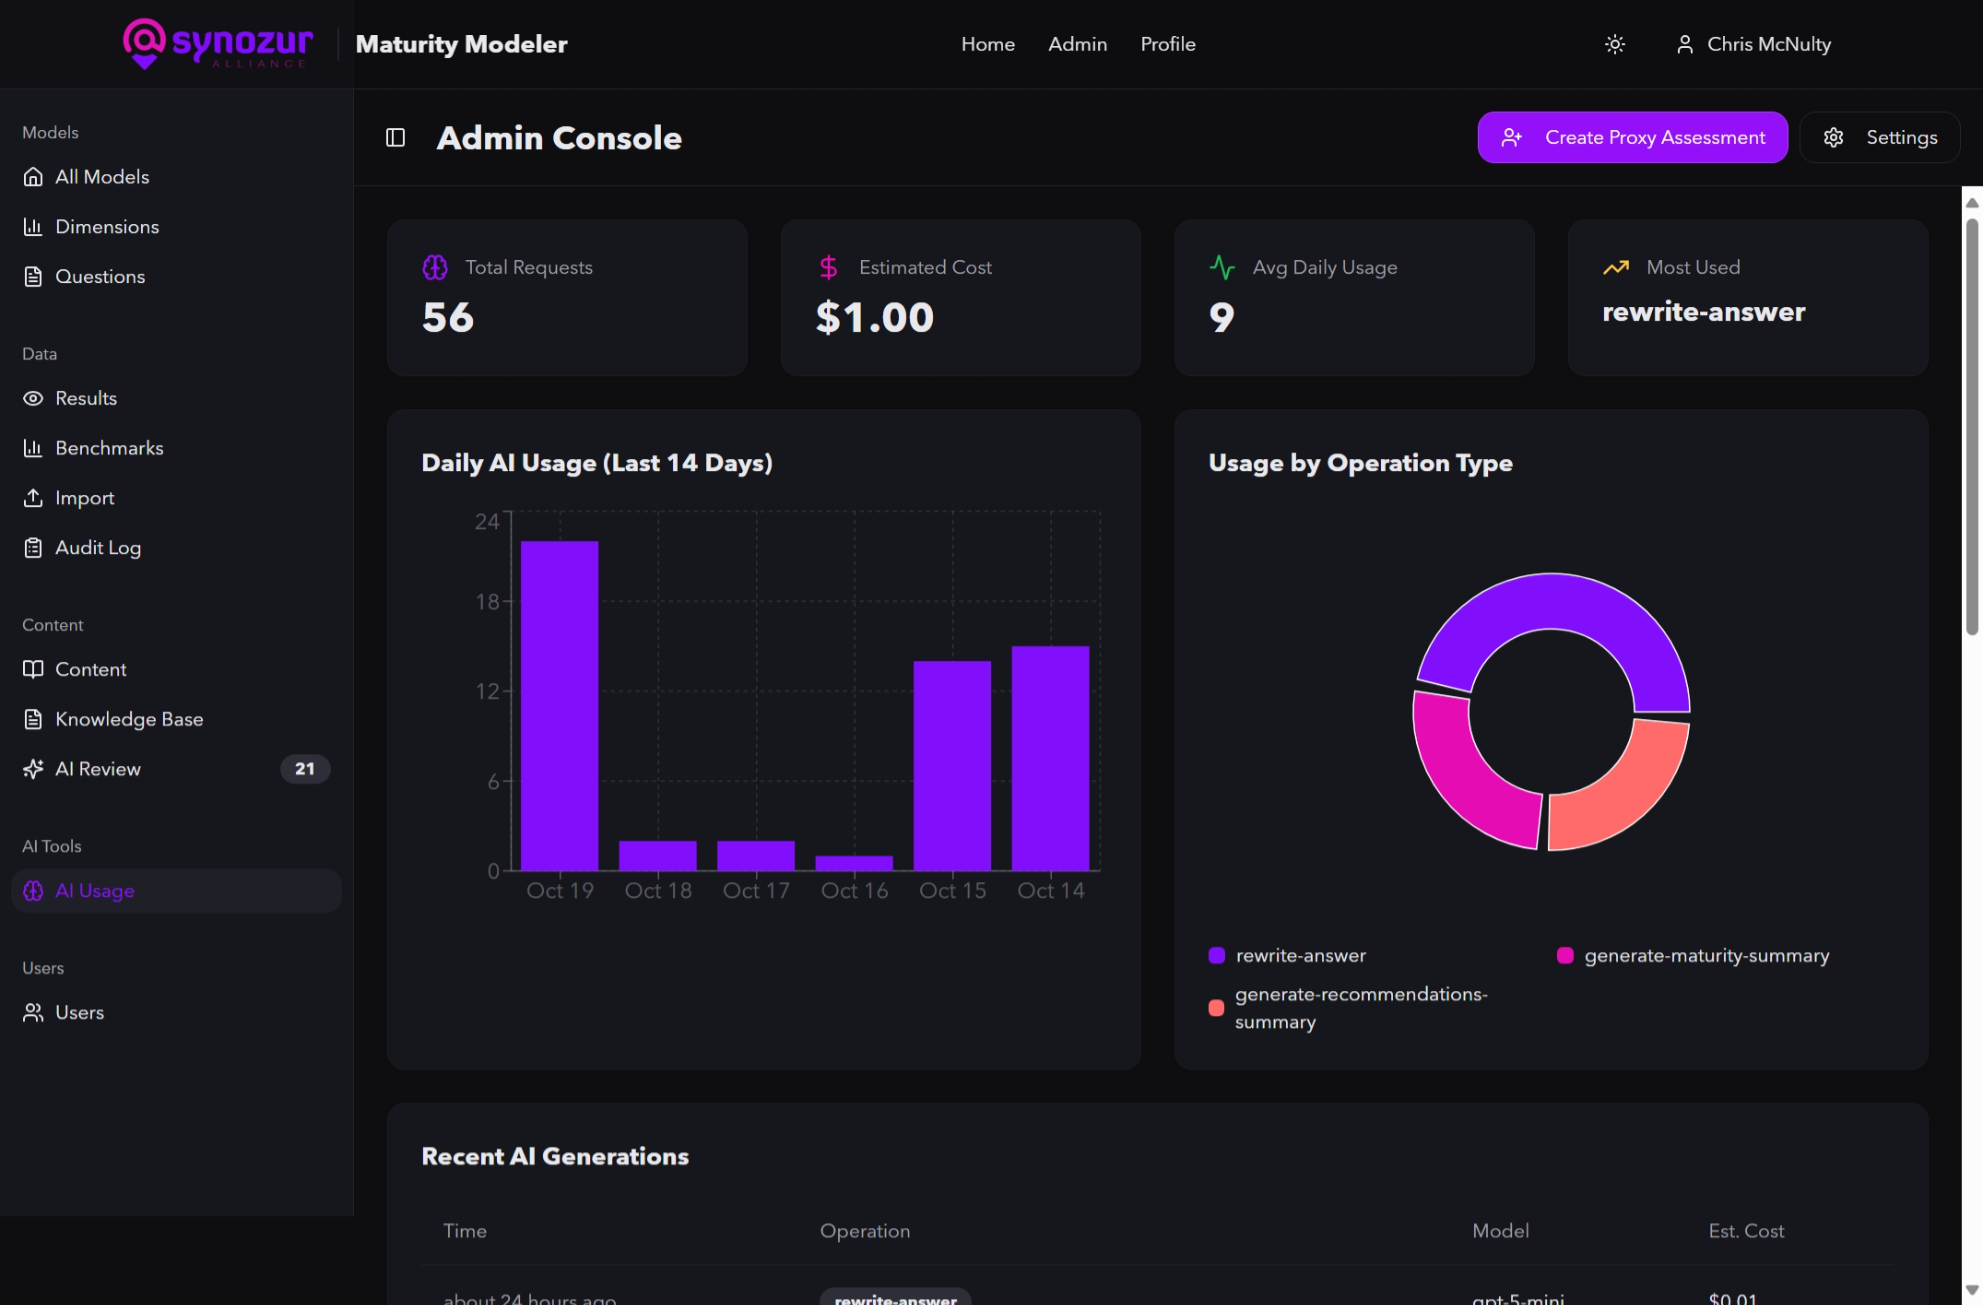 synozur
ALLIANCE
Maturity Modeler
Home
Admin
Profile
Chris McNulty
Models
All Models
Dimensions
Questions
Data
Results
Benchmarks
Import
Audit Log
Content
Content
Knowledge Base
AI Review
21
AI Tools
AI Usage
Users
Users
Admin Console
Create Proxy Assessment
Settings
Total Requests
56
Estimated Cost
$1.00
Avg Daily Usage
9
Most Used
rewrite-answer
Daily AI Usage (Last 14 Days)
24
18
12
6
0
Oct 19
Oct 18
Oct 17
Oct 16
Oct 15
Oct 14
Usage by Operation Type
rewrite-answer
generate-maturity-summary
generate-recommendations-
summary
Recent AI Generations
Time
Operation
Model
Est. Cost
about 24 hours ago
rewrite-answer
gpt-5-mini
$0.01